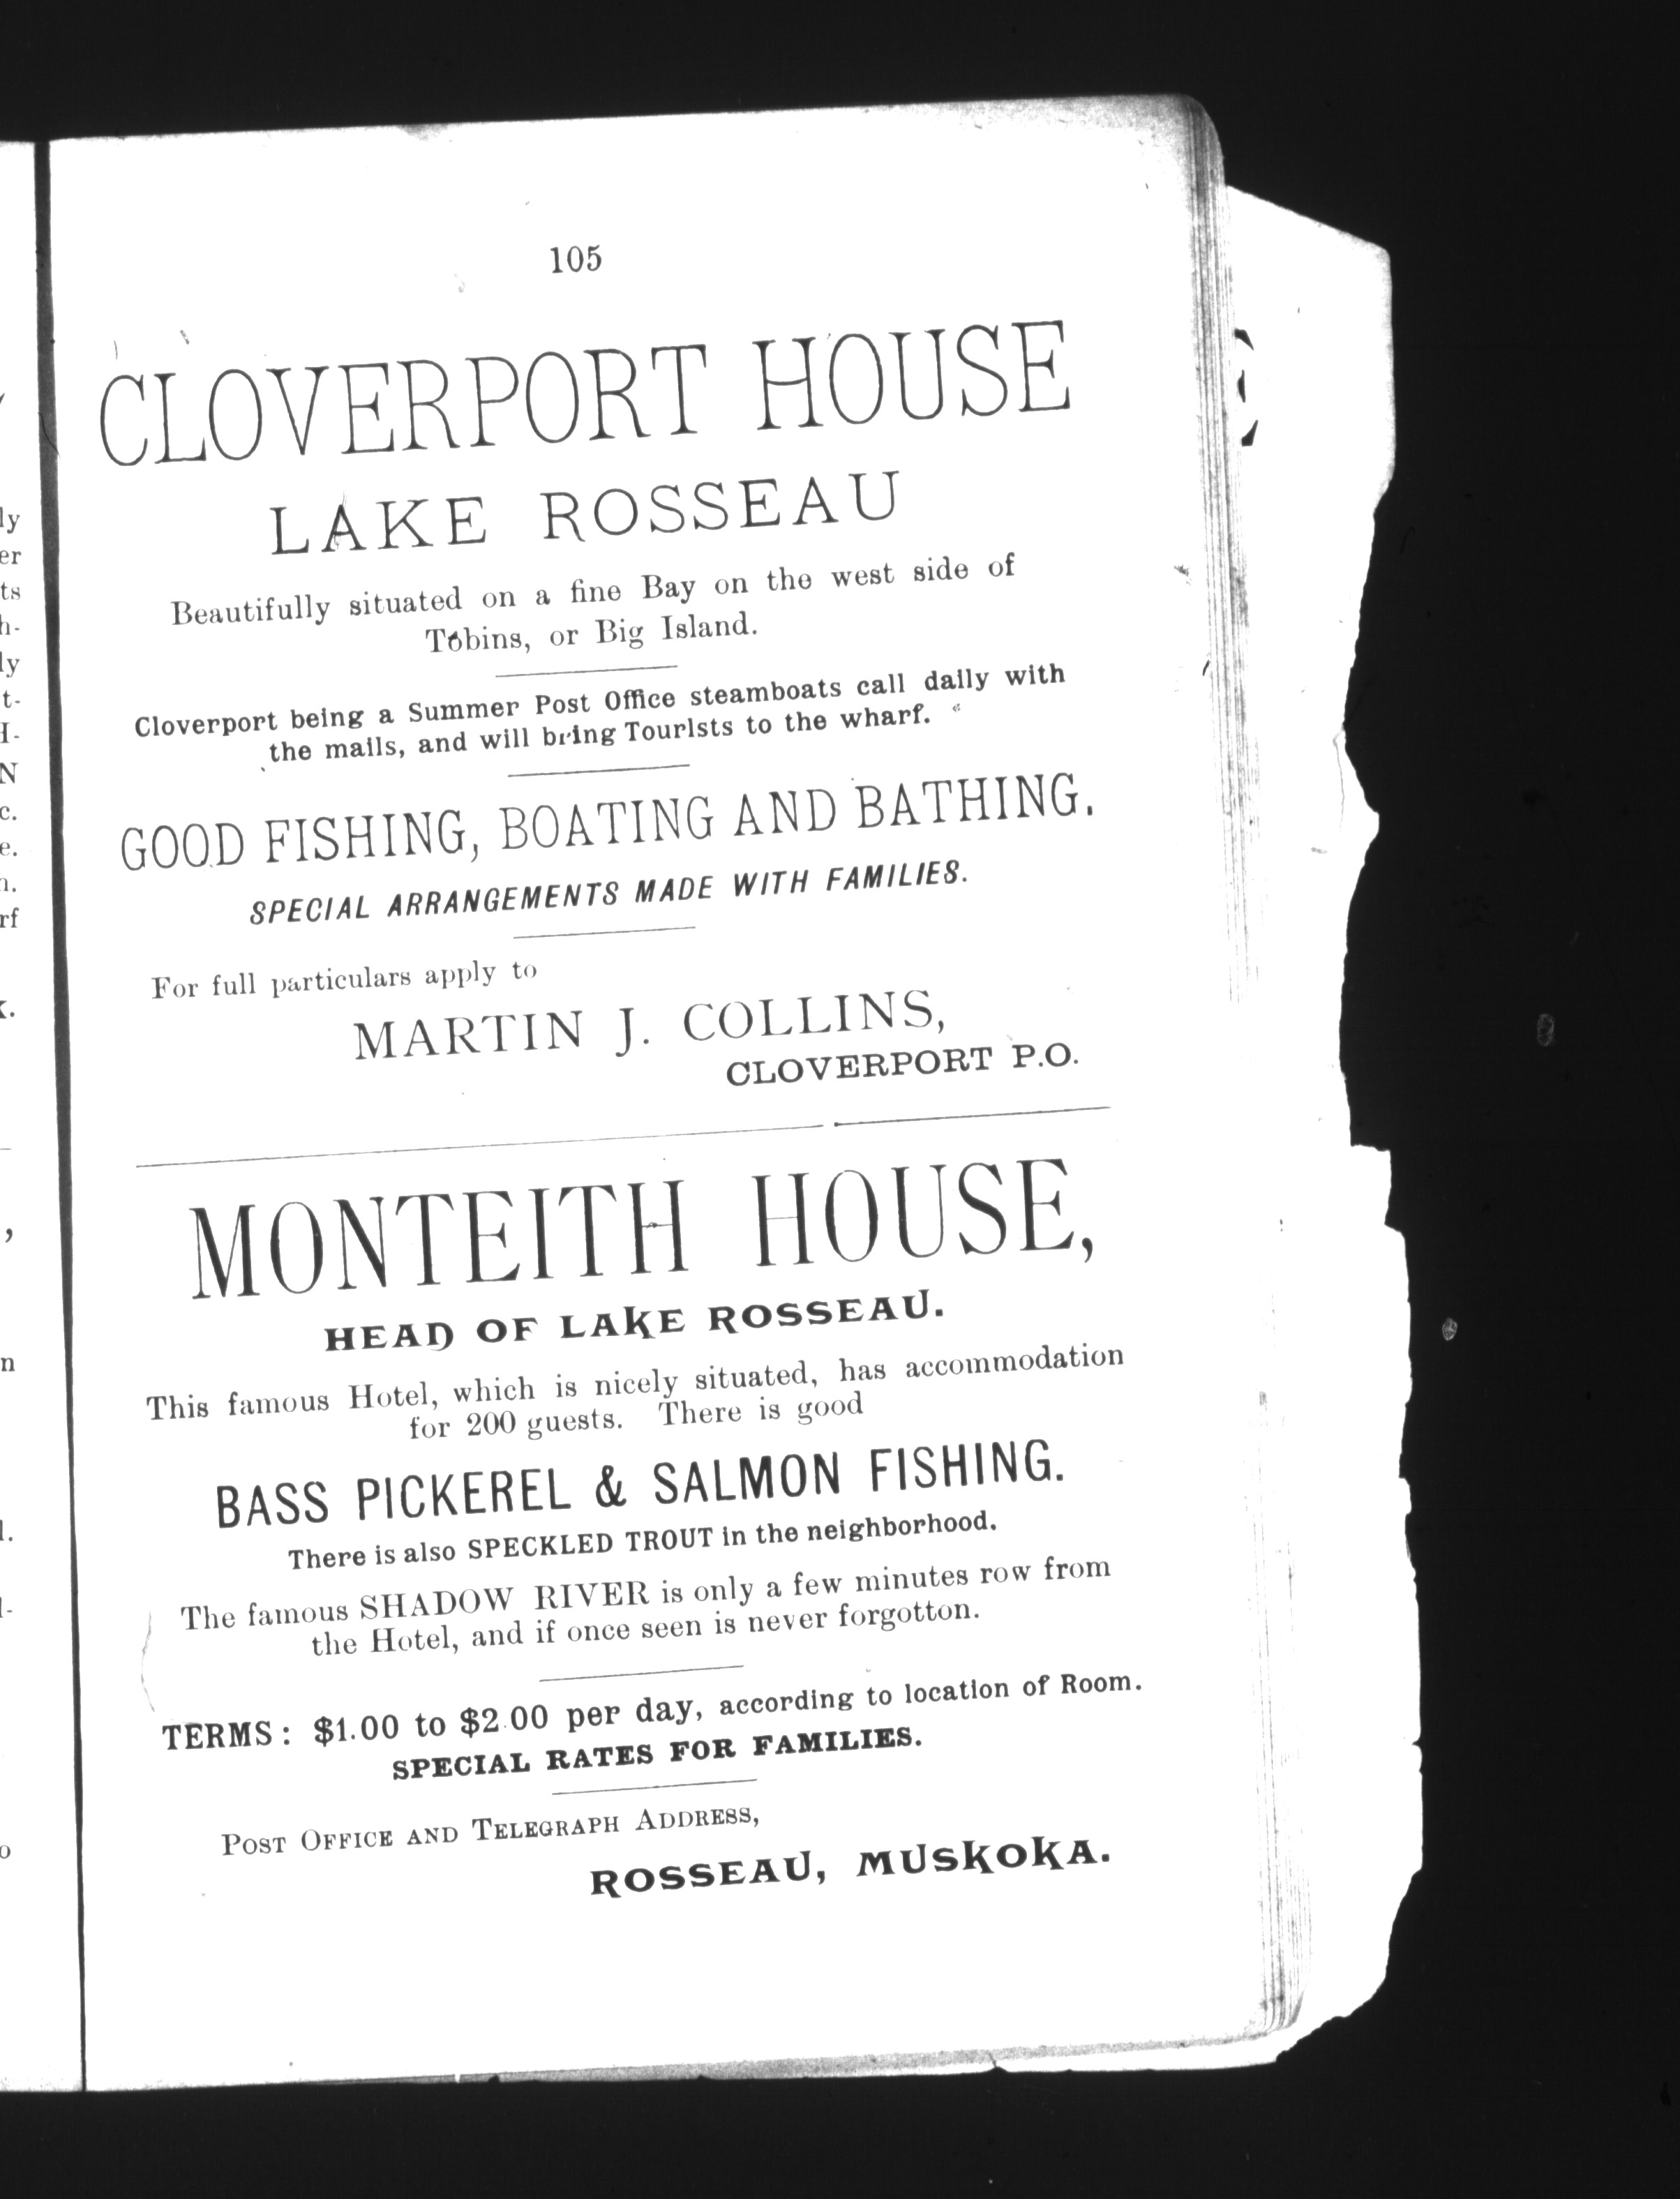 105
CLOVERPORT HOUSE
LAKE ROSSEAU
Beautifully situated on a fine Bay on the west side of
Tobins, or Big Island.
Cloverport being a Summer Post Office steamboats call daily with
the mails, and will bring Tourists to the wharf.
GOOD FISHING, BOATING AND BATHING.
SPECIAL ARRANGEMENTS MADE WITH FAMILIES.
For full particulars apply to
MARTIN J. COLLINS,
CLOVERPORT P.O.
MONTEITH HOUSE,
HEAD OF LAKE ROSSEAU.
This famous Hotel, which is nicely situated, has accommodation
for 200 guests. There is good
BASS PICKEREL & SALMON FISHING.
There is also SPECKLED TROUT in the neighborhood.
The famous SHADOW RIVER is only a few minutes row from
the Hotel, and if once seen is never forgotton.
TERMS: $1.00 to $2.00 per day, according to location of Room.
SPECIAL RATES FOR FAMILIES.
POST OFFICE AND TELEGRAPH ADDRESS,
ROSSEAU, MUSKOKA.